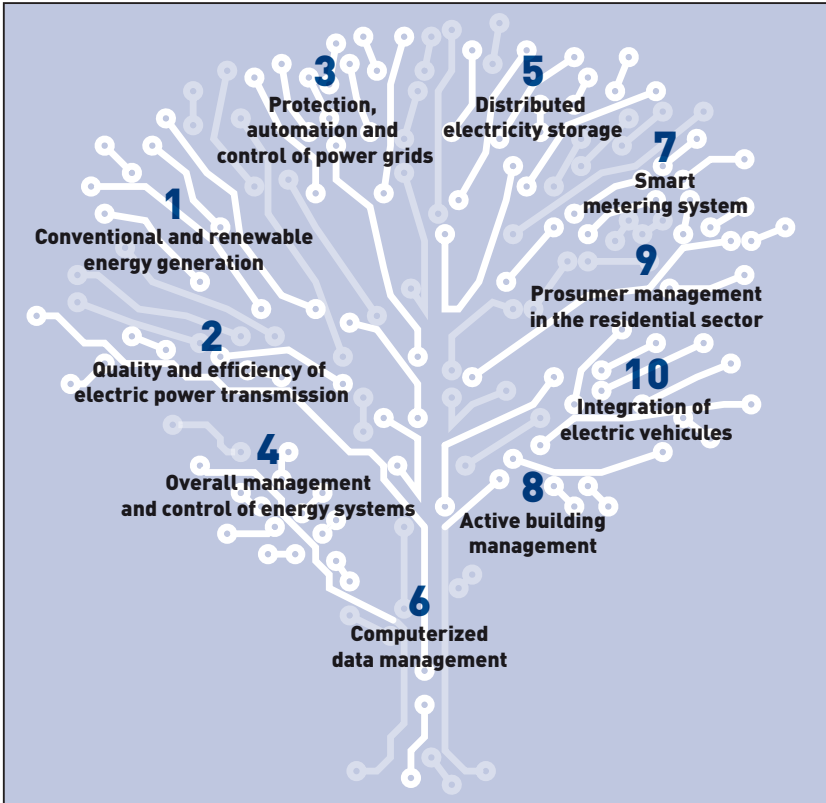 1
Conventional and renewable
energy generation
2
Quality and efficiency of
electric power transmission
3
Protection,
automation and
control of power grids
4
Overall management
and control of energy systems
5
Distributed
electricity storage
6
Computerized
data management
7
Smart
metering system
8
Active building
management
9
Prosumer management
in the residential sector
10
Integration of
electric vehicules